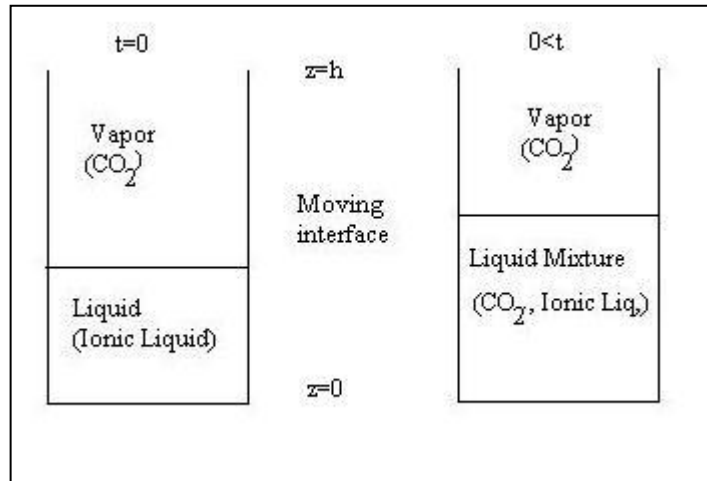 t=0
z=h
0<t
Vapor
(CO2)
Vapor
(CO2)
Moving
interface
Liquid
(Ionic Liquid)
Liquid Mixture
(CO2, Ionic Liq,)
z=0